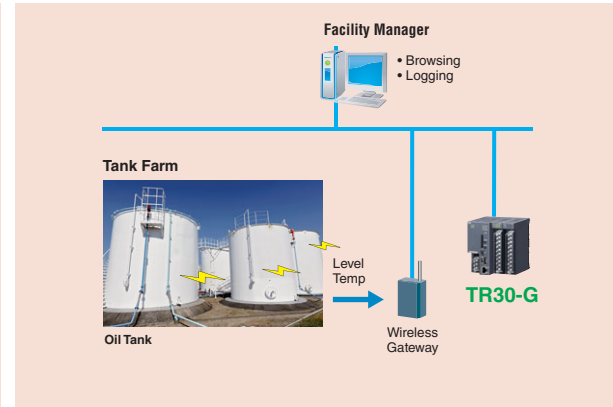 Facility Manager
• Browsing
• Logging
Tank Farm
Level
Temp
TR30-G
Wireless
Gateway
Oil Tank